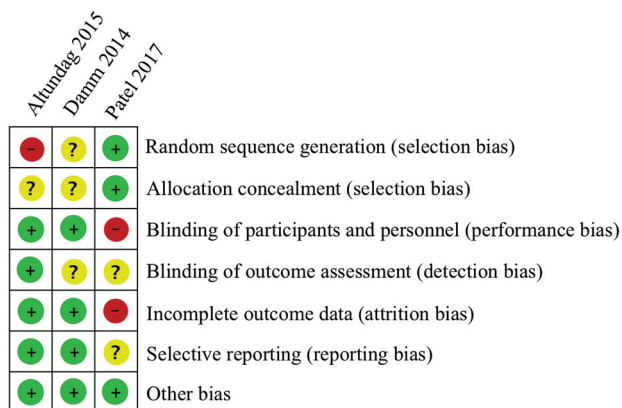 Altundag 2015
Damm 2014
Patel 2017
- ? + Random sequence generation (selection bias)
? ? + Allocation concealment (selection bias)
+ + - Blinding of participants and personnel (performance bias)
+ ? ? Blinding of outcome assessment (detection bias)
+ + - Incomplete outcome data (attrition bias)
+ + ? Selective reporting (reporting bias)
+ + + Other bias